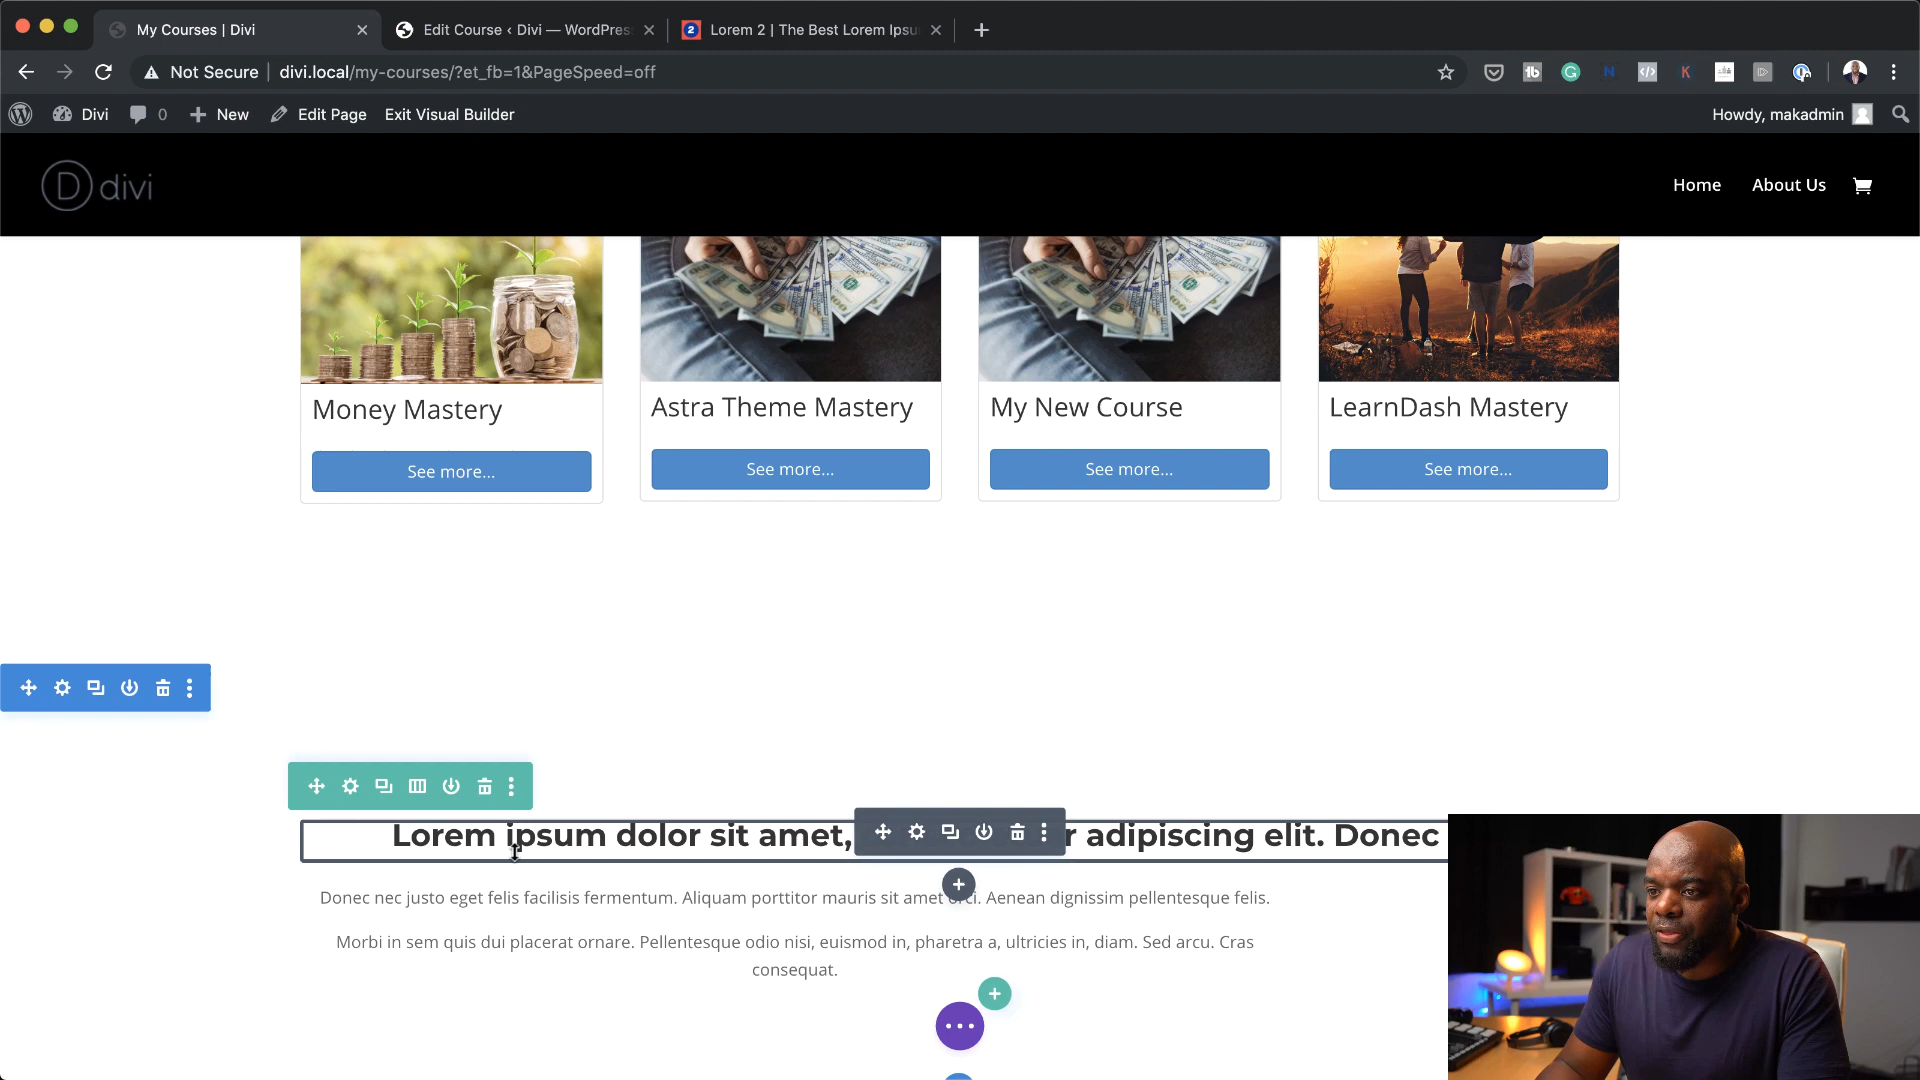 My Courses | Divi
Edit Course ‹ Divi — WordPres
2 Lorem 2 | The Best Lorem Ipsu
Not Secure divi.local/my-courses/?et_fb=1&PageSpeed=off
Divi 0 New Edit Page Exit Visual Builder Howdy, makadmin
D divi Home About Us
Money Mastery Astra Theme Mastery My New Course LearnDash Mastery
See more... See more... See more... See more...
Lorem ipsum dolor sit amet, r adipiscing elit. Donec
Donec nec justo eget felis facilisis fermentum. Aliquam porttitor mauris sit amet orci. Aenean dignissim pellentesque felis.
Morbi in sem quis dui placerat ornare. Pellentesque odio nisi, euismod in, pharetra a, ultricies in, diam. Sed arcu. Cras
consequat.